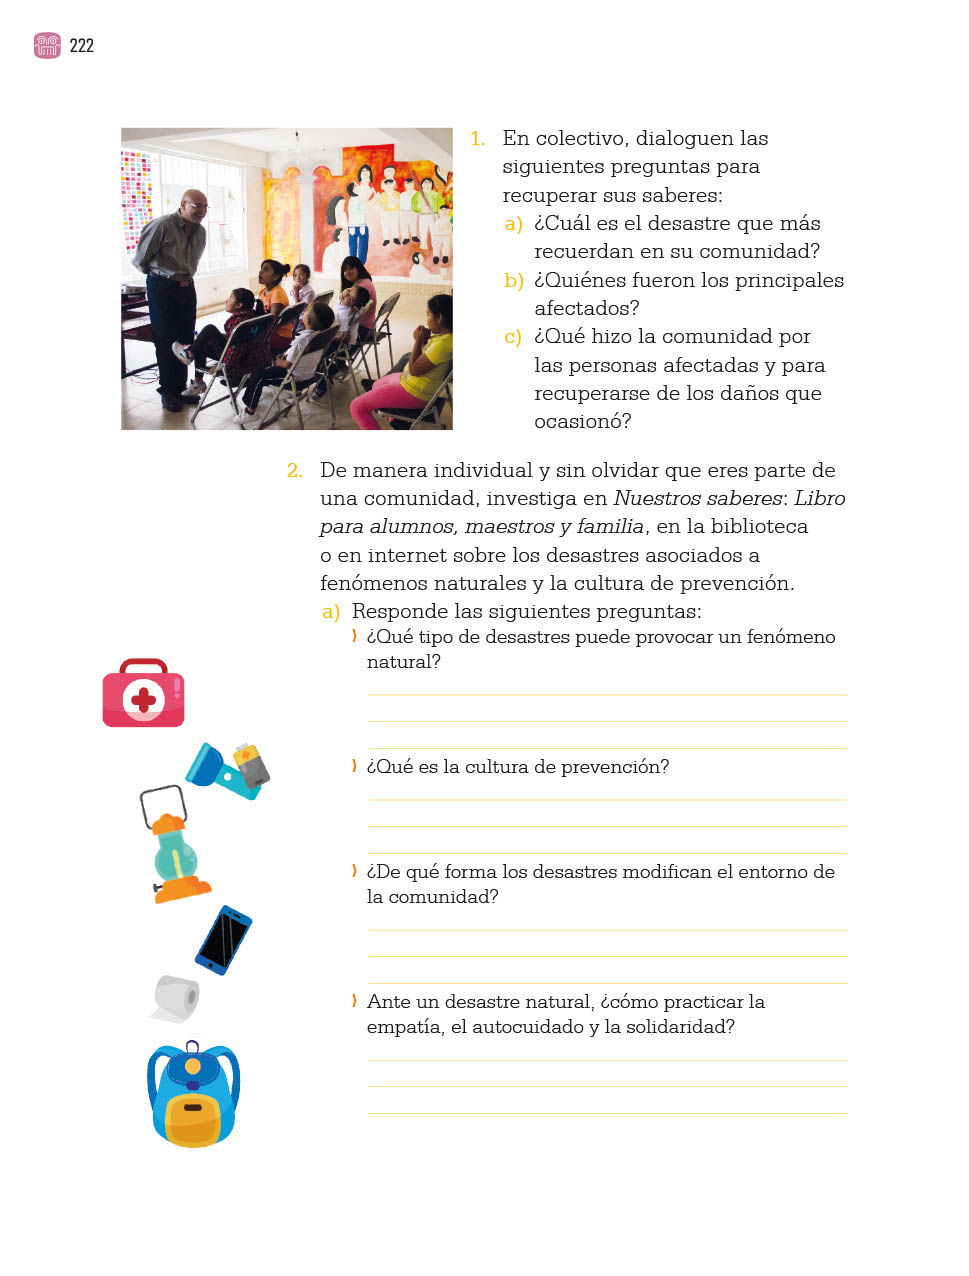 222
1. En colectivo, dialoguen las
siguientes preguntas para
recuperar sus saberes:
a) ¿Cuál es el desastre que más
recuerdan en su comunidad?
b) ¿Quiénes fueron los principales
afectados?
c) ¿Qué hizo la comunidad por
las personas afectadas y para
recuperarse de los daños que
ocasionó?
2. De manera individual y sin olvidar que eres parte de
una comunidad, investiga en Nuestros saberes: Libro
para alumnos, maestros y familia, en la biblioteca
o en internet sobre los desastres asociados a
fenómenos naturales y la cultura de prevención.
a) Responde las siguientes preguntas:
⟩ ¿Qué tipo de desastres puede provocar un fenómeno
natural?
⟩ ¿Qué es la cultura de prevención?
⟩ ¿De qué forma los desastres modifican el entorno de
la comunidad?
⟩ Ante un desastre natural, ¿cómo practicar la
empatía, el autocuidado y la solidaridad?